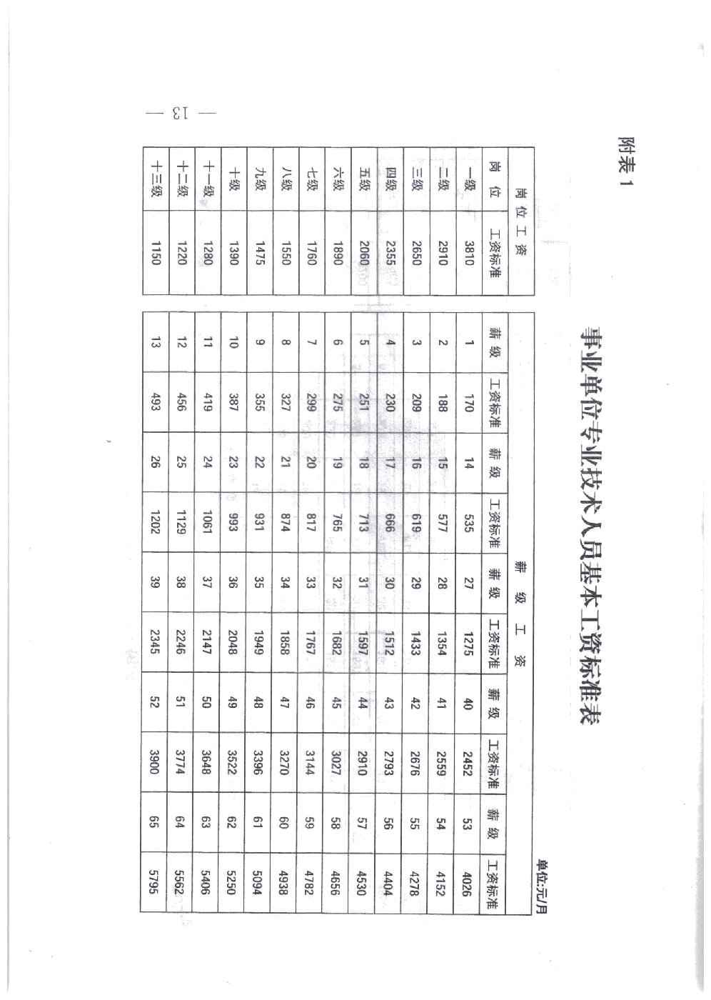 附表 1
事业单位专业技术人员基本工资标准表
单位:元/月
岗位工资 薪级工资
岗位 工资标准 薪级 工资标准 薪级 工资标准 薪级 工资标准 薪级 工资标准 薪级 工资标准
一级 3810 1 170 14 535 27 1275 40 2452 53 4026
二级 2910 2 188 15 577 28 1354 41 2559 54 4152
三级 2650 3 209 16 619 29 1433 42 2676 55 4278
四级 2355 4 230 17 666 30 1512 43 2793 56 4404
五级 2060 5 251 18 713 31 1597 44 2910 57 4530
六级 1890 6 275 19 765 32 1682 45 3027 58 4656
七级 1760 7 299 20 817 33 1767 46 3144 59 4782
八级 1550 8 327 21 874 34 1858 47 3270 60 4938
九级 1475 9 355 22 931 35 1949 48 3396 61 5094
十级 1390 10 387 23 993 36 2048 49 3522 62 5250
十一级 1280 11 419 24 1061 37 2147 50 3648 63 5406
十二级 1220 12 456 25 1129 38 2246 51 3774 64 5562
十三级 1150 13 493 26 1202 39 2345 52 3900 65 5795
— 13 —